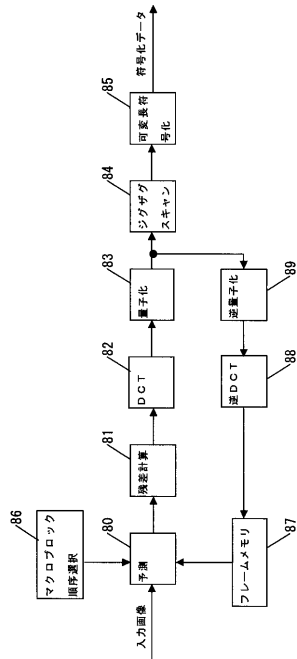 マクロブロック
順序選択
86
入力画像
予測
80
残差計算
81
DCT
82
量子化
83
ジグザグ
スキャン
84
可変長符
号化
85
符号化データ
フレームメモリ
87
逆DCT
88
逆量子化
89